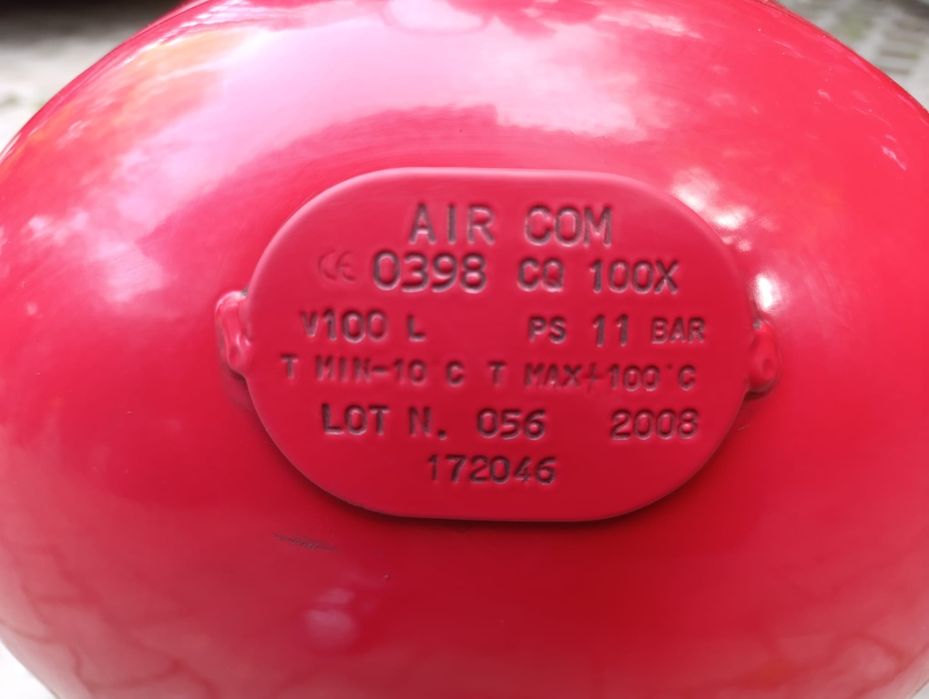 AIR COM
CE 0398 CQ 100X
V100 L PS 11 BAR
T MIN-10 C T MAX+100°C
LOT N. 056 2008
172046